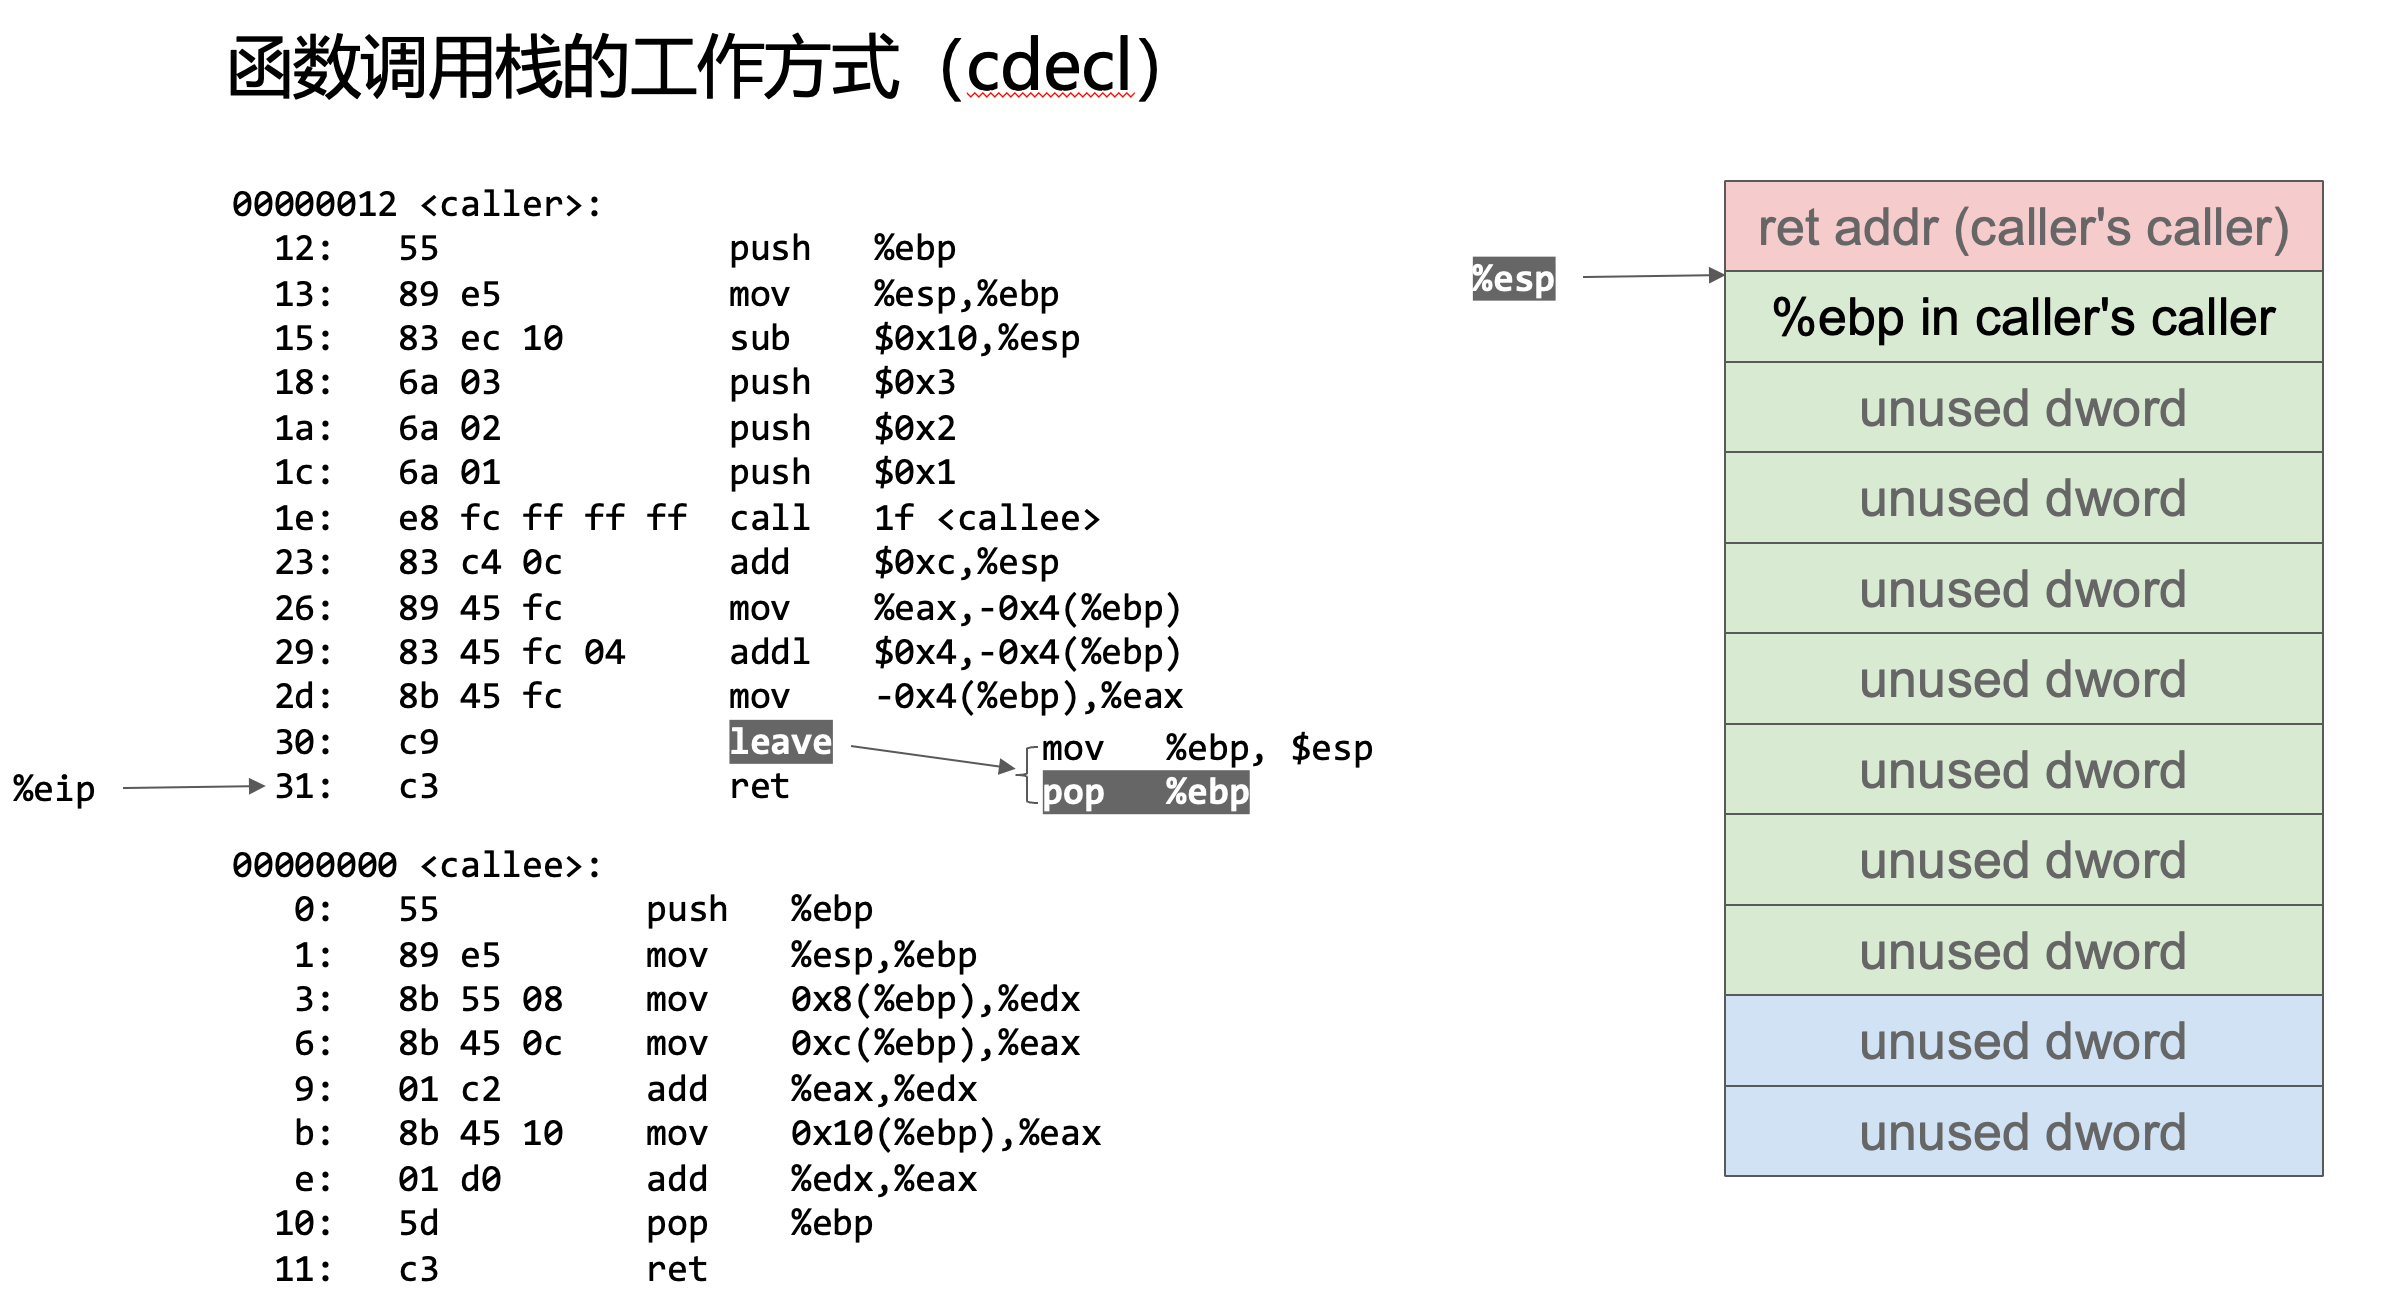 函数调用栈的工作方式（cdecl）
00000012 <caller>:
12: 55 push %ebp
13: 89 e5 mov %esp,%ebp
15: 83 ec 10 sub $0x10,%esp
18: 6a 03 push $0x3
1a: 6a 02 push $0x2
1c: 6a 01 push $0x1
1e: e8 fc ff ff ff call 1f <callee>
23: 83 c4 0c add $0xc,%esp
26: 89 45 fc mov %eax,-0x4(%ebp)
29: 83 45 fc 04 addl $0x4,-0x4(%ebp)
2d: 8b 45 fc mov -0x4(%ebp),%eax
30: c9 leave
mov %ebp, $esp
%eip
31: c3 ret
pop %ebp
00000000 <callee>:
0: 55 push %ebp
1: 89 e5 mov %esp,%ebp
3: 8b 55 08 mov 0x8(%ebp),%edx
6: 8b 45 0c mov 0xc(%ebp),%eax
9: 01 c2 add %eax,%edx
b: 8b 45 10 mov 0x10(%ebp),%eax
e: 01 d0 add %edx,%eax
10: 5d pop %ebp
11: c3 ret
%esp
ret addr (caller's caller)
%ebp in caller's caller
unused dword
unused dword
unused dword
unused dword
unused dword
unused dword
unused dword
unused dword
unused dword